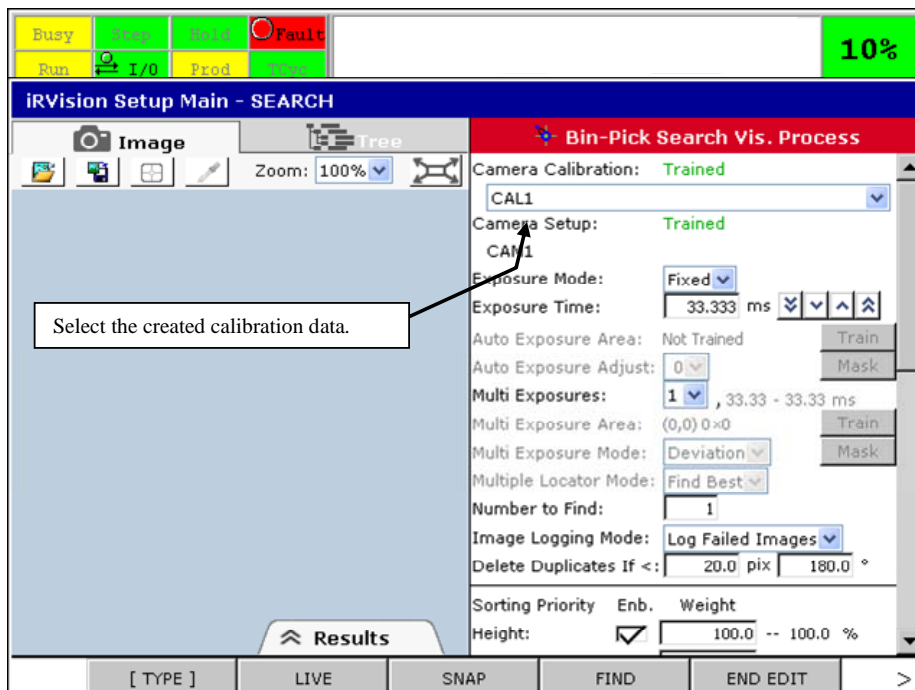 Busy Step Hold Fault
Run I/O Prod TCyc
10%
iRVision Setup Main - SEARCH
Image Tree
Zoom: 100%
Bin-Pick Search Vis. Process
Camera Calibration: Trained
CAL1
Camera Setup: Trained
CAM1
Exposure Mode: Fixed
Exposure Time: 33.333 ms
Select the created calibration data.
Auto Exposure Area: Not Trained Train
Auto Exposure Adjust: 0 Mask
Multi Exposures: 1 , 33.33 - 33.33 ms
Multi Exposure Area: (0,0) 0×0 Train
Multi Exposure Mode: Deviation Mask
Multiple Locator Mode: Find Best
Number to Find: 1
Image Logging Mode: Log Failed Images
Delete Duplicates If <: 20.0 pix 180.0 °
Sorting Priority Enb. Weight
Height: 100.0 -- 100.0 %
Results
[ TYPE ] LIVE SNAP FIND END EDIT >